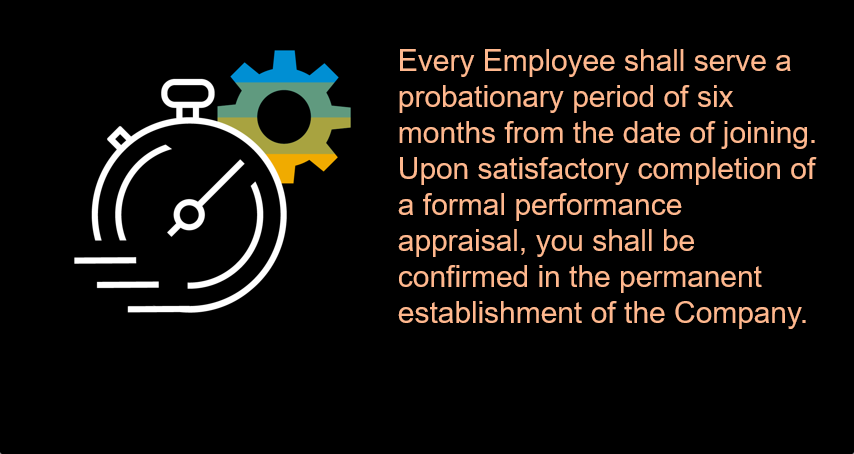 Every Employee shall serve a
probationary period of six
months from the date of joining.
Upon satisfactory completion of
a formal performance
appraisal, you shall be
confirmed in the permanent
establishment of the Company.